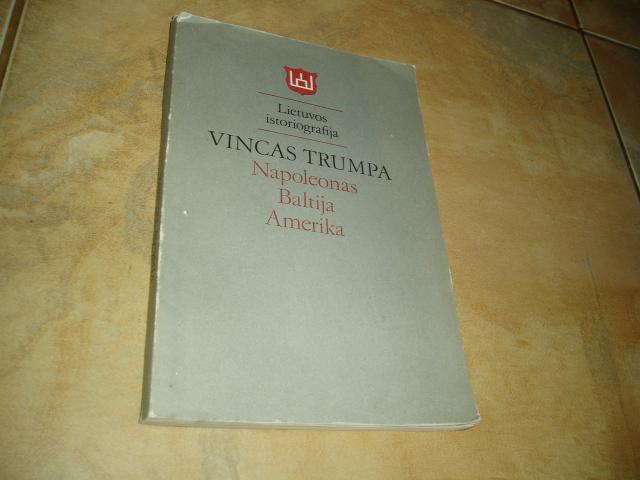 Lietuvos
istoriografija
VINCAS TRUMPA
Napoleonas
Baltija
Amerika